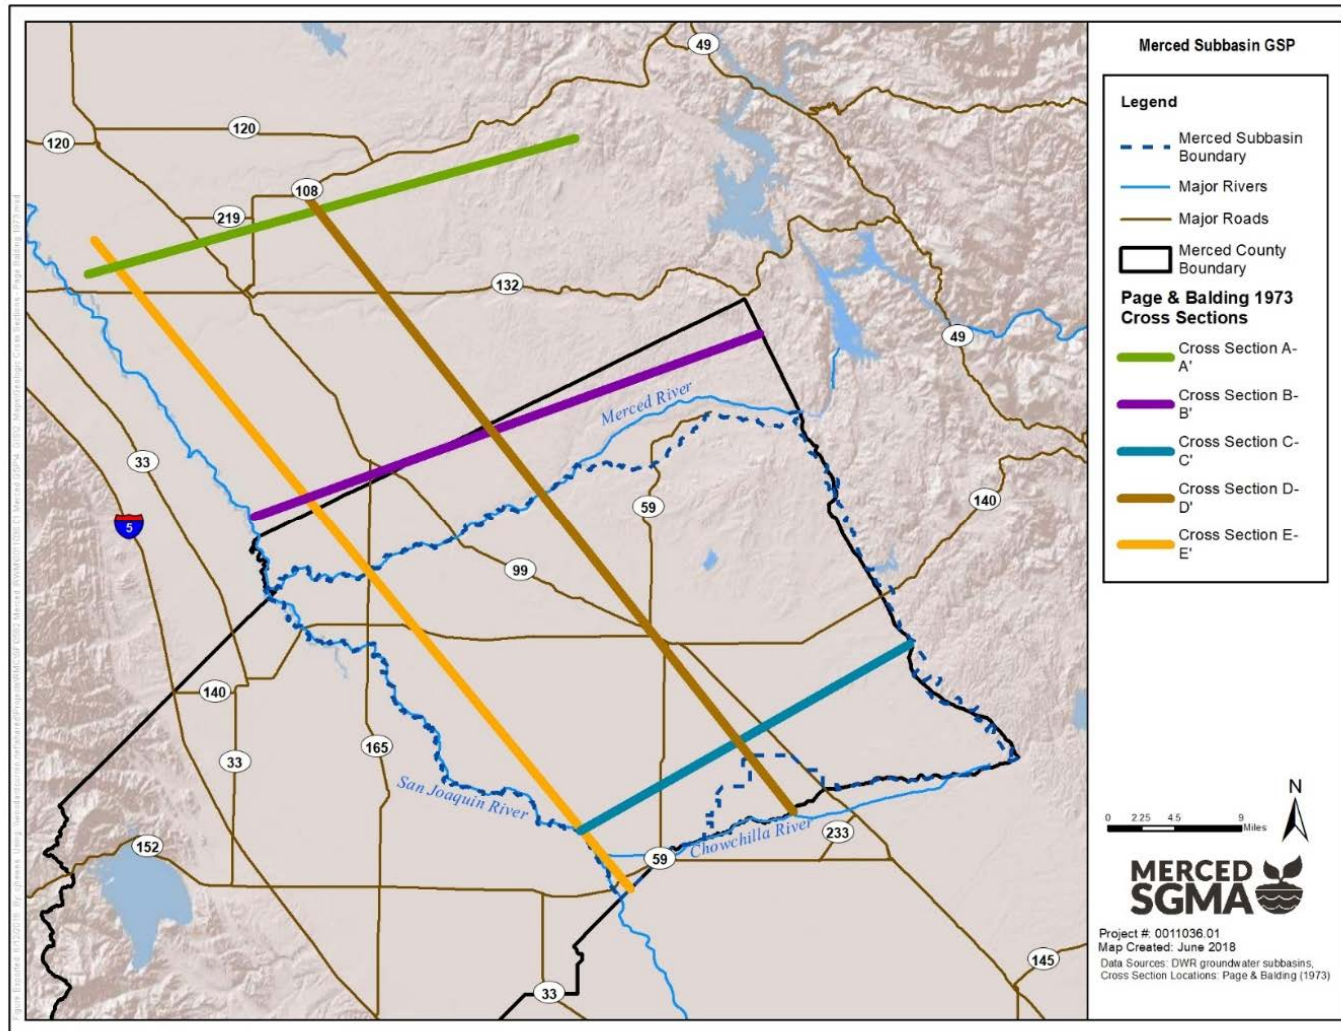 Merced Subbasin GSP
Legend
Merced Subbasin
Boundary
Major Rivers
Major Roads
Merced County
Boundary
Page & Balding 1973
Cross Sections
Cross Section A-
A'
Cross Section B-
B'
Cross Section C-
C'
Cross Section D-
D'
Cross Section E-
E'
N
0 2.25 4.5 9
Miles
MERCED
SGMA
Project #: 0011036.01
Map Created: June 2018
Data Sources: DWR groundwater subbasins,
Cross Section Locations: Page & Balding (1973)
49
120
120
108
219
132
49
Merced River
33
5
59
140
99
140
165
33
San Joaquin River
Chowchilla River
233
59
152
145
33